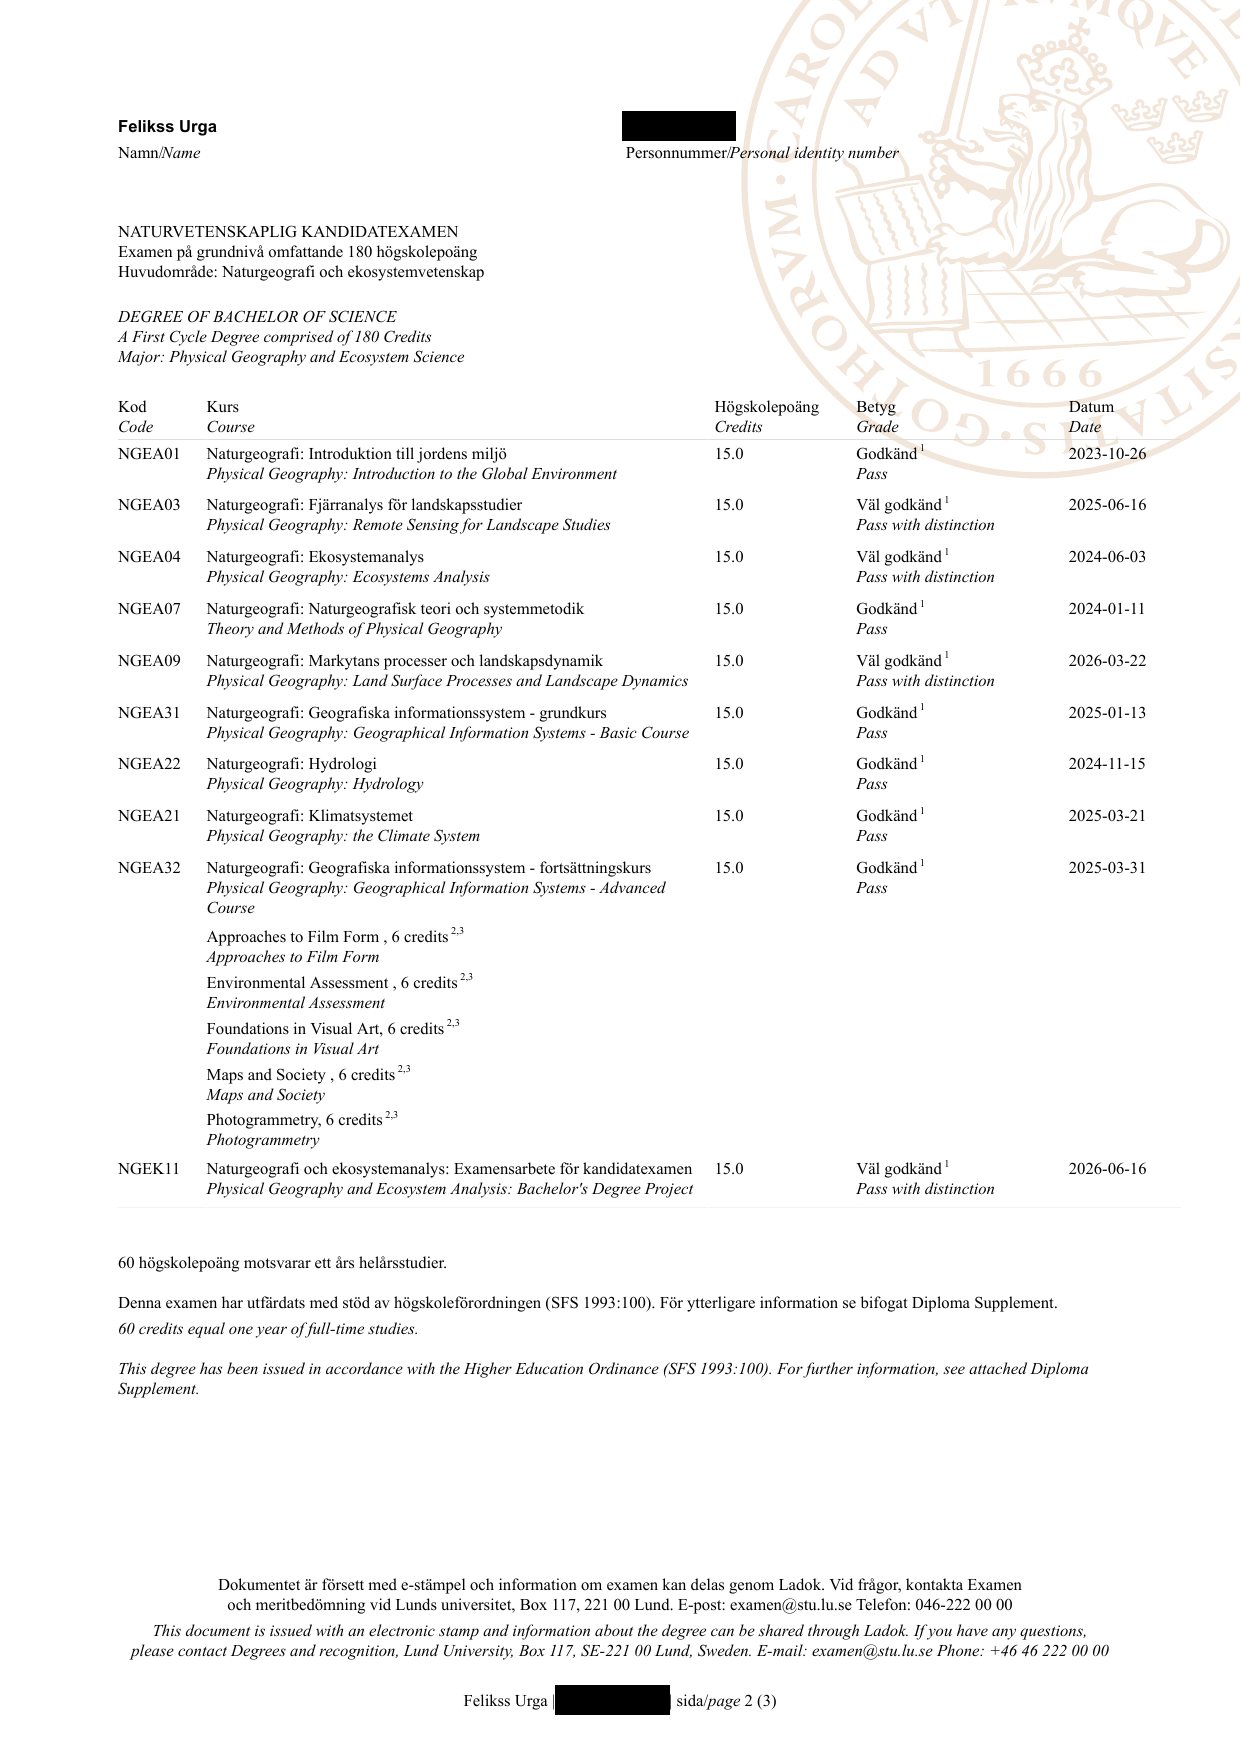 Felikss Urga
Namn/Name
Personnummer/Personal identity number
NATURVETENSKAPLIG KANDIDATEXAMEN
Examen på grundnivå omfattande 180 högskolepoäng
Huvudområde: Naturgeografi och ekosystemvetenskap
DEGREE OF BACHELOR OF SCIENCE
A First Cycle Degree comprised of 180 Credits
Major: Physical Geography and Ecosystem Science
1666
Kod Kurs Högskolepoäng Betyg Datum
Code Course Credits Grade Date
NGEA01 Naturgeografi: Introduktion till jordens miljö 15.0 Godkänd 1 2023-10-26
Physical Geography: Introduction to the Global Environment Pass
NGEA03 Naturgeografi: Fjärranalys för landskapsstudier 15.0 Väl godkänd 1 2025-06-16
Physical Geography: Remote Sensing for Landscape Studies Pass with distinction
NGEA04 Naturgeografi: Ekosystemanalys 15.0 Väl godkänd 1 2024-06-03
Physical Geography: Ecosystems Analysis Pass with distinction
NGEA07 Naturgeografi: Naturgeografisk teori och systemmetodik 15.0 Godkänd 1 2024-01-11
Theory and Methods of Physical Geography Pass
NGEA09 Naturgeografi: Markytans processer och landskapsdynamik 15.0 Väl godkänd 1 2026-03-22
Physical Geography: Land Surface Processes and Landscape Dynamics Pass with distinction
NGEA31 Naturgeografi: Geografiska informationssystem - grundkurs 15.0 Godkänd 1 2025-01-13
Physical Geography: Geographical Information Systems - Basic Course Pass
NGEA22 Naturgeografi: Hydrologi 15.0 Godkänd 1 2024-11-15
Physical Geography: Hydrology Pass
NGEA21 Naturgeografi: Klimatsystemet 15.0 Godkänd 1 2025-03-21
Physical Geography: the Climate System Pass
NGEA32 Naturgeografi: Geografiska informationssystem - fortsättningskurs 15.0 Godkänd 1 2025-03-31
Physical Geography: Geographical Information Systems - Advanced Pass
Course
Approaches to Film Form , 6 credits 2,3
Approaches to Film Form
Environmental Assessment , 6 credits 2,3
Environmental Assessment
Foundations in Visual Art, 6 credits 2,3
Foundations in Visual Art
Maps and Society , 6 credits 2,3
Maps and Society
Photogrammetry, 6 credits 2,3
Photogrammetry
NGEK11 Naturgeografi och ekosystemanalys: Examensarbete för kandidatexamen 15.0 Väl godkänd 1 2026-06-16
Physical Geography and Ecosystem Analysis: Bachelor's Degree Project Pass with distinction
60 högskolepoäng motsvarar ett års helårsstudier.
Denna examen har utfärdats med stöd av högskoleförordningen (SFS 1993:100). För ytterligare information se bifogat Diploma Supplement.
60 credits equal one year of full-time studies.
This degree has been issued in accordance with the Higher Education Ordinance (SFS 1993:100). For further information, see attached Diploma
Supplement.
Dokumentet är försett med e-stämpel och information om examen kan delas genom Ladok. Vid frågor, kontakta Examen
och meritbedömning vid Lunds universitet, Box 117, 221 00 Lund. E-post: examen@stu.lu.se Telefon: 046-222 00 00
This document is issued with an electronic stamp and information about the degree can be shared through Ladok. If you have any questions,
please contact Degrees and recognition, Lund University, Box 117, SE-221 00 Lund, Sweden. E-mail: examen@stu.lu.se Phone: +46 46 222 00 00
Felikss Urga | | sida/page 2 (3)